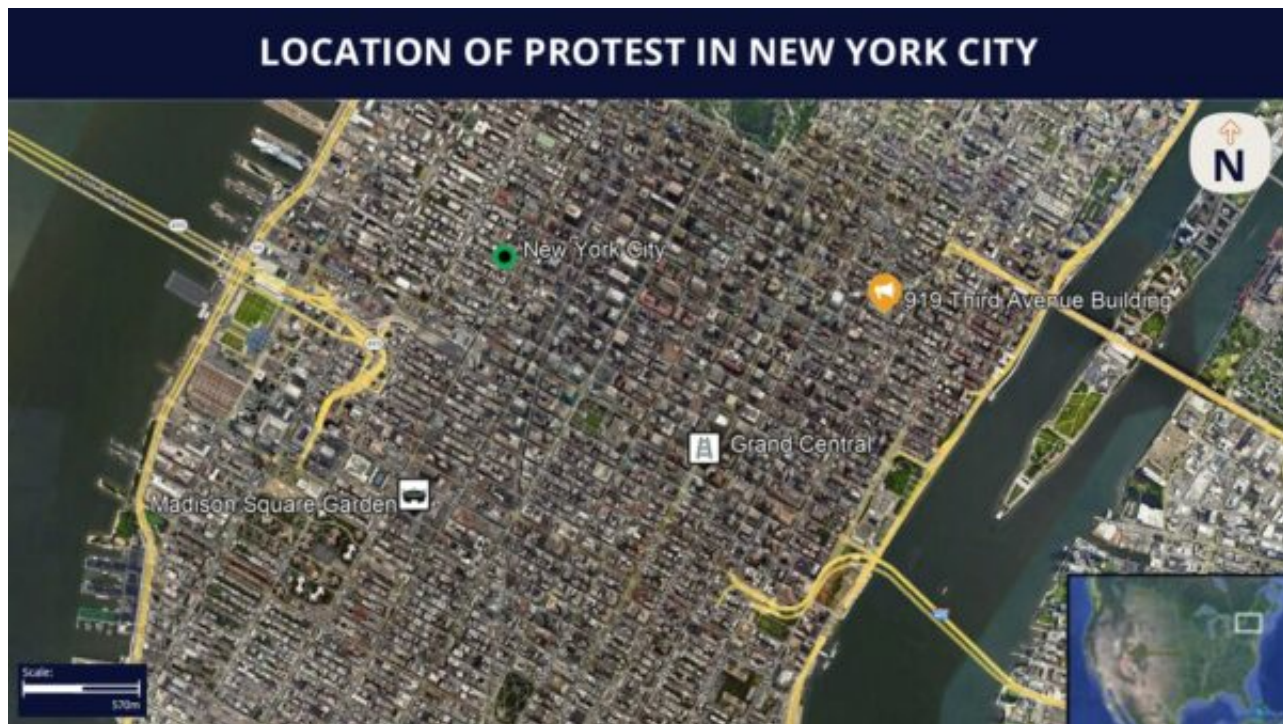 LOCATION OF PROTEST IN NEW YORK CITY
N
New York City
919 Third Avenue Building
Grand Central
Madison Square Garden
Scale:
570m